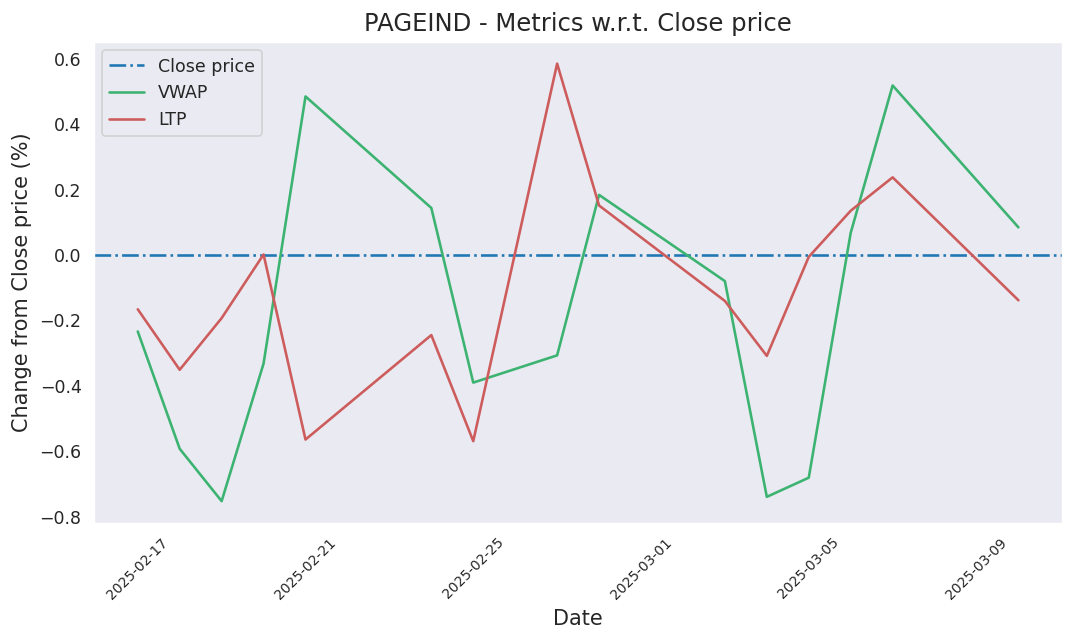 PAGEIND - Metrics w.r.t. Close price
Close price
VWAP
LTP
Change from Close price (%)
0.6
0.4
0.2
0.0
−0.2
−0.4
−0.6
−0.8
2025-02-17
2025-02-21
2025-02-25
2025-03-01
2025-03-05
2025-03-09
Date